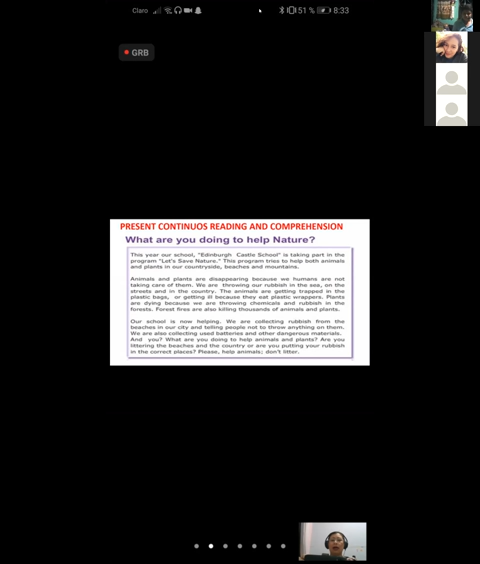 Claro 51 % 8:33
GRB
PRESENT CONTINUOS READING AND COMPREHENSION
What are you doing to help Nature?
This year our school, "Edinburgh Castle School" is taking part in the
program "Let's Save Nature." This program tries to help both animals
and plants in our countryside, beaches and mountains.
Animals and plants are disappearing because we humans are not
taking care of them. We are throwing our rubbish in the sea, on the
streets and in the country. The animals are getting trapped in the
plastic bags, or getting ill because they eat plastic wrappers. Plants
are dying because we are throwing chemicals and rubbish in the
forests. Forest fires are also killing thousands of animals and plants.
Our school is now helping. We are collecting rubbish from the
beaches in our city and telling people not to throw anything on them.
We are also collecting used batteries and other dangerous materials.
And you? What are you doing to help animals and plants? Are you
littering the beaches and the country or are you putting your rubbish
in the correct places? Please, help animals; don't litter.